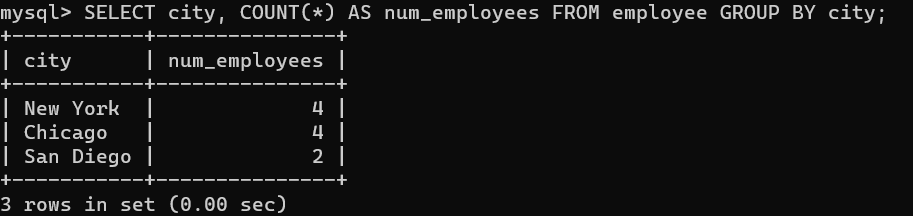 mysql> SELECT city, COUNT(*) AS num_employees FROM employee GROUP BY city;
+-----------+---------------+
| city      | num_employees |
+-----------+---------------+
| New York  |             4 |
| Chicago   |             4 |
| San Diego |             2 |
+-----------+---------------+
3 rows in set (0.00 sec)